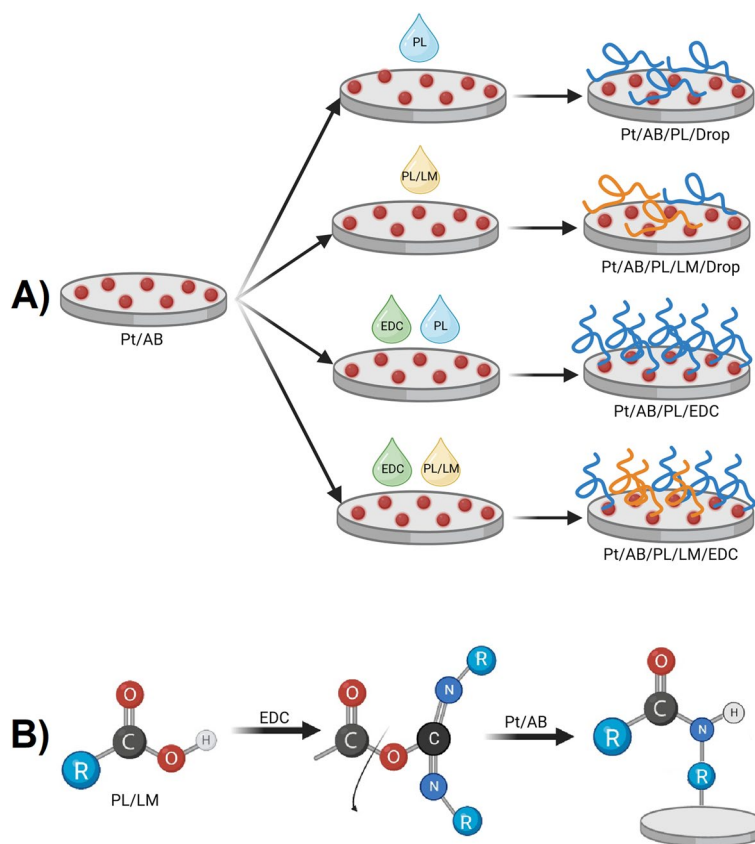 PL
Pt/AB/PL/Drop
PL/LM
Pt/AB/PL/LM/Drop
A)
Pt/AB
EDC PL
Pt/AB/PL/EDC
EDC PL/LM
Pt/AB/PL/LM/EDC
B)
O
C
O
H
R
PL/LM
EDC
O
C
O
C
N
R
N
R
Pt/AB
O
C
R
N
H
R